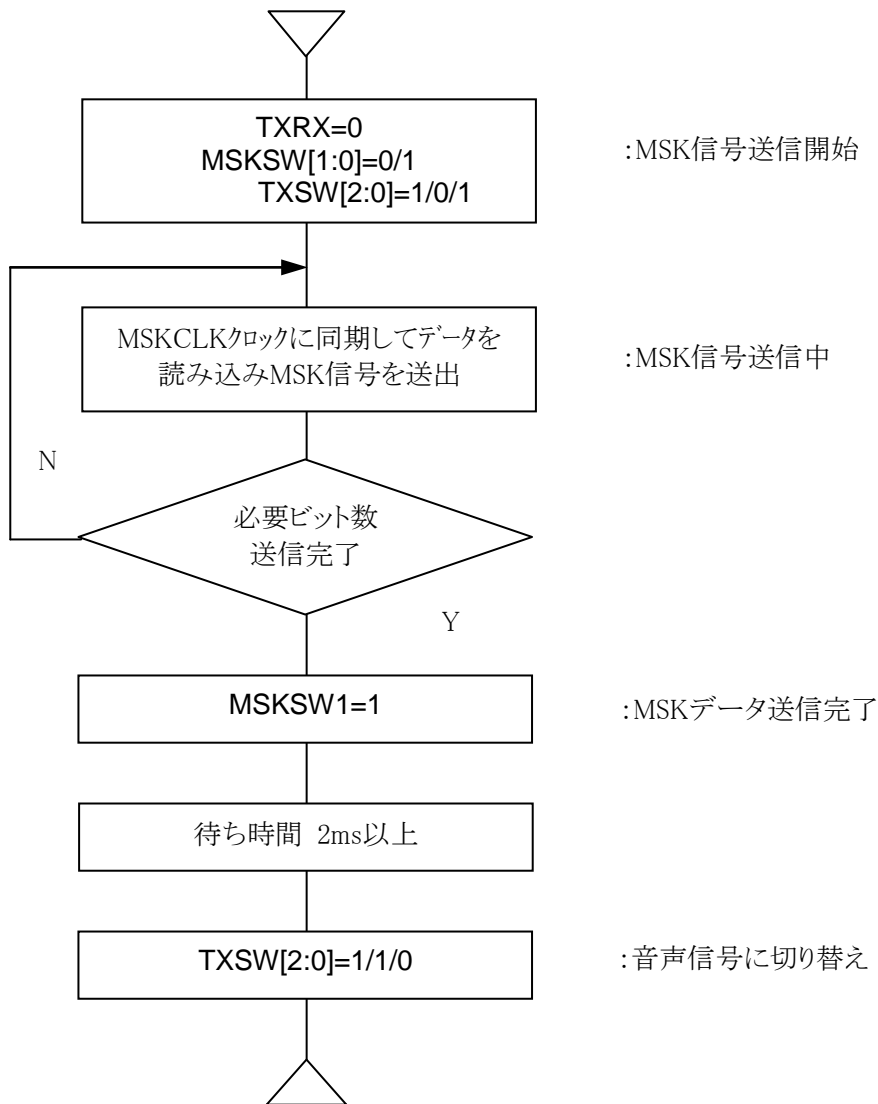 TXRX=0
MSKSW[1:0]=0/1
TXSW[2:0]=1/0/1
:MSK信号送信開始
MSKCLKクロックに同期してデータを
読み込みMSK信号を送出
:MSK信号送信中
N
必要ビット数
送信完了
Y
MSKSW1=1
:MSKデータ送信完了
待ち時間 2ms以上
TXSW[2:0]=1/1/0
:音声信号に切り替え